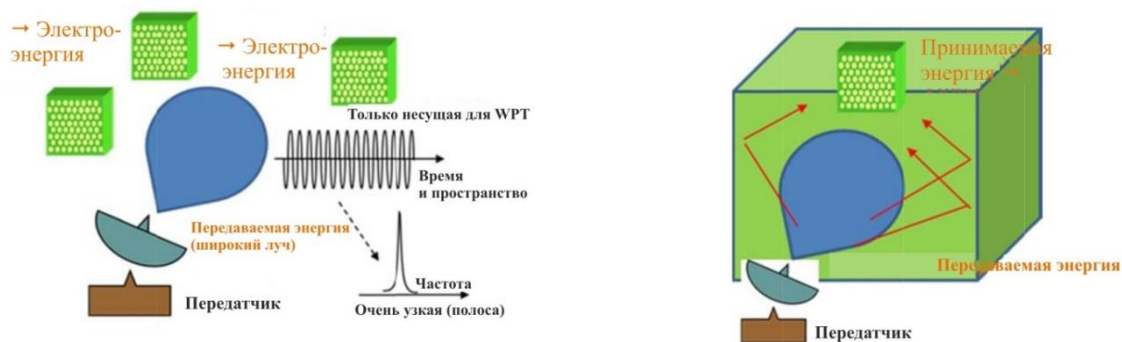 → Электро-
энергия
→ Электро-
энергия
Только несущая для WPT
Время
и пространство
Передаваемая энергия
(широкий луч)
Частота
Очень узкая (полоса)
Передатчик
Принимаемая
энергия →
Передаваемая энергия
Передатчик